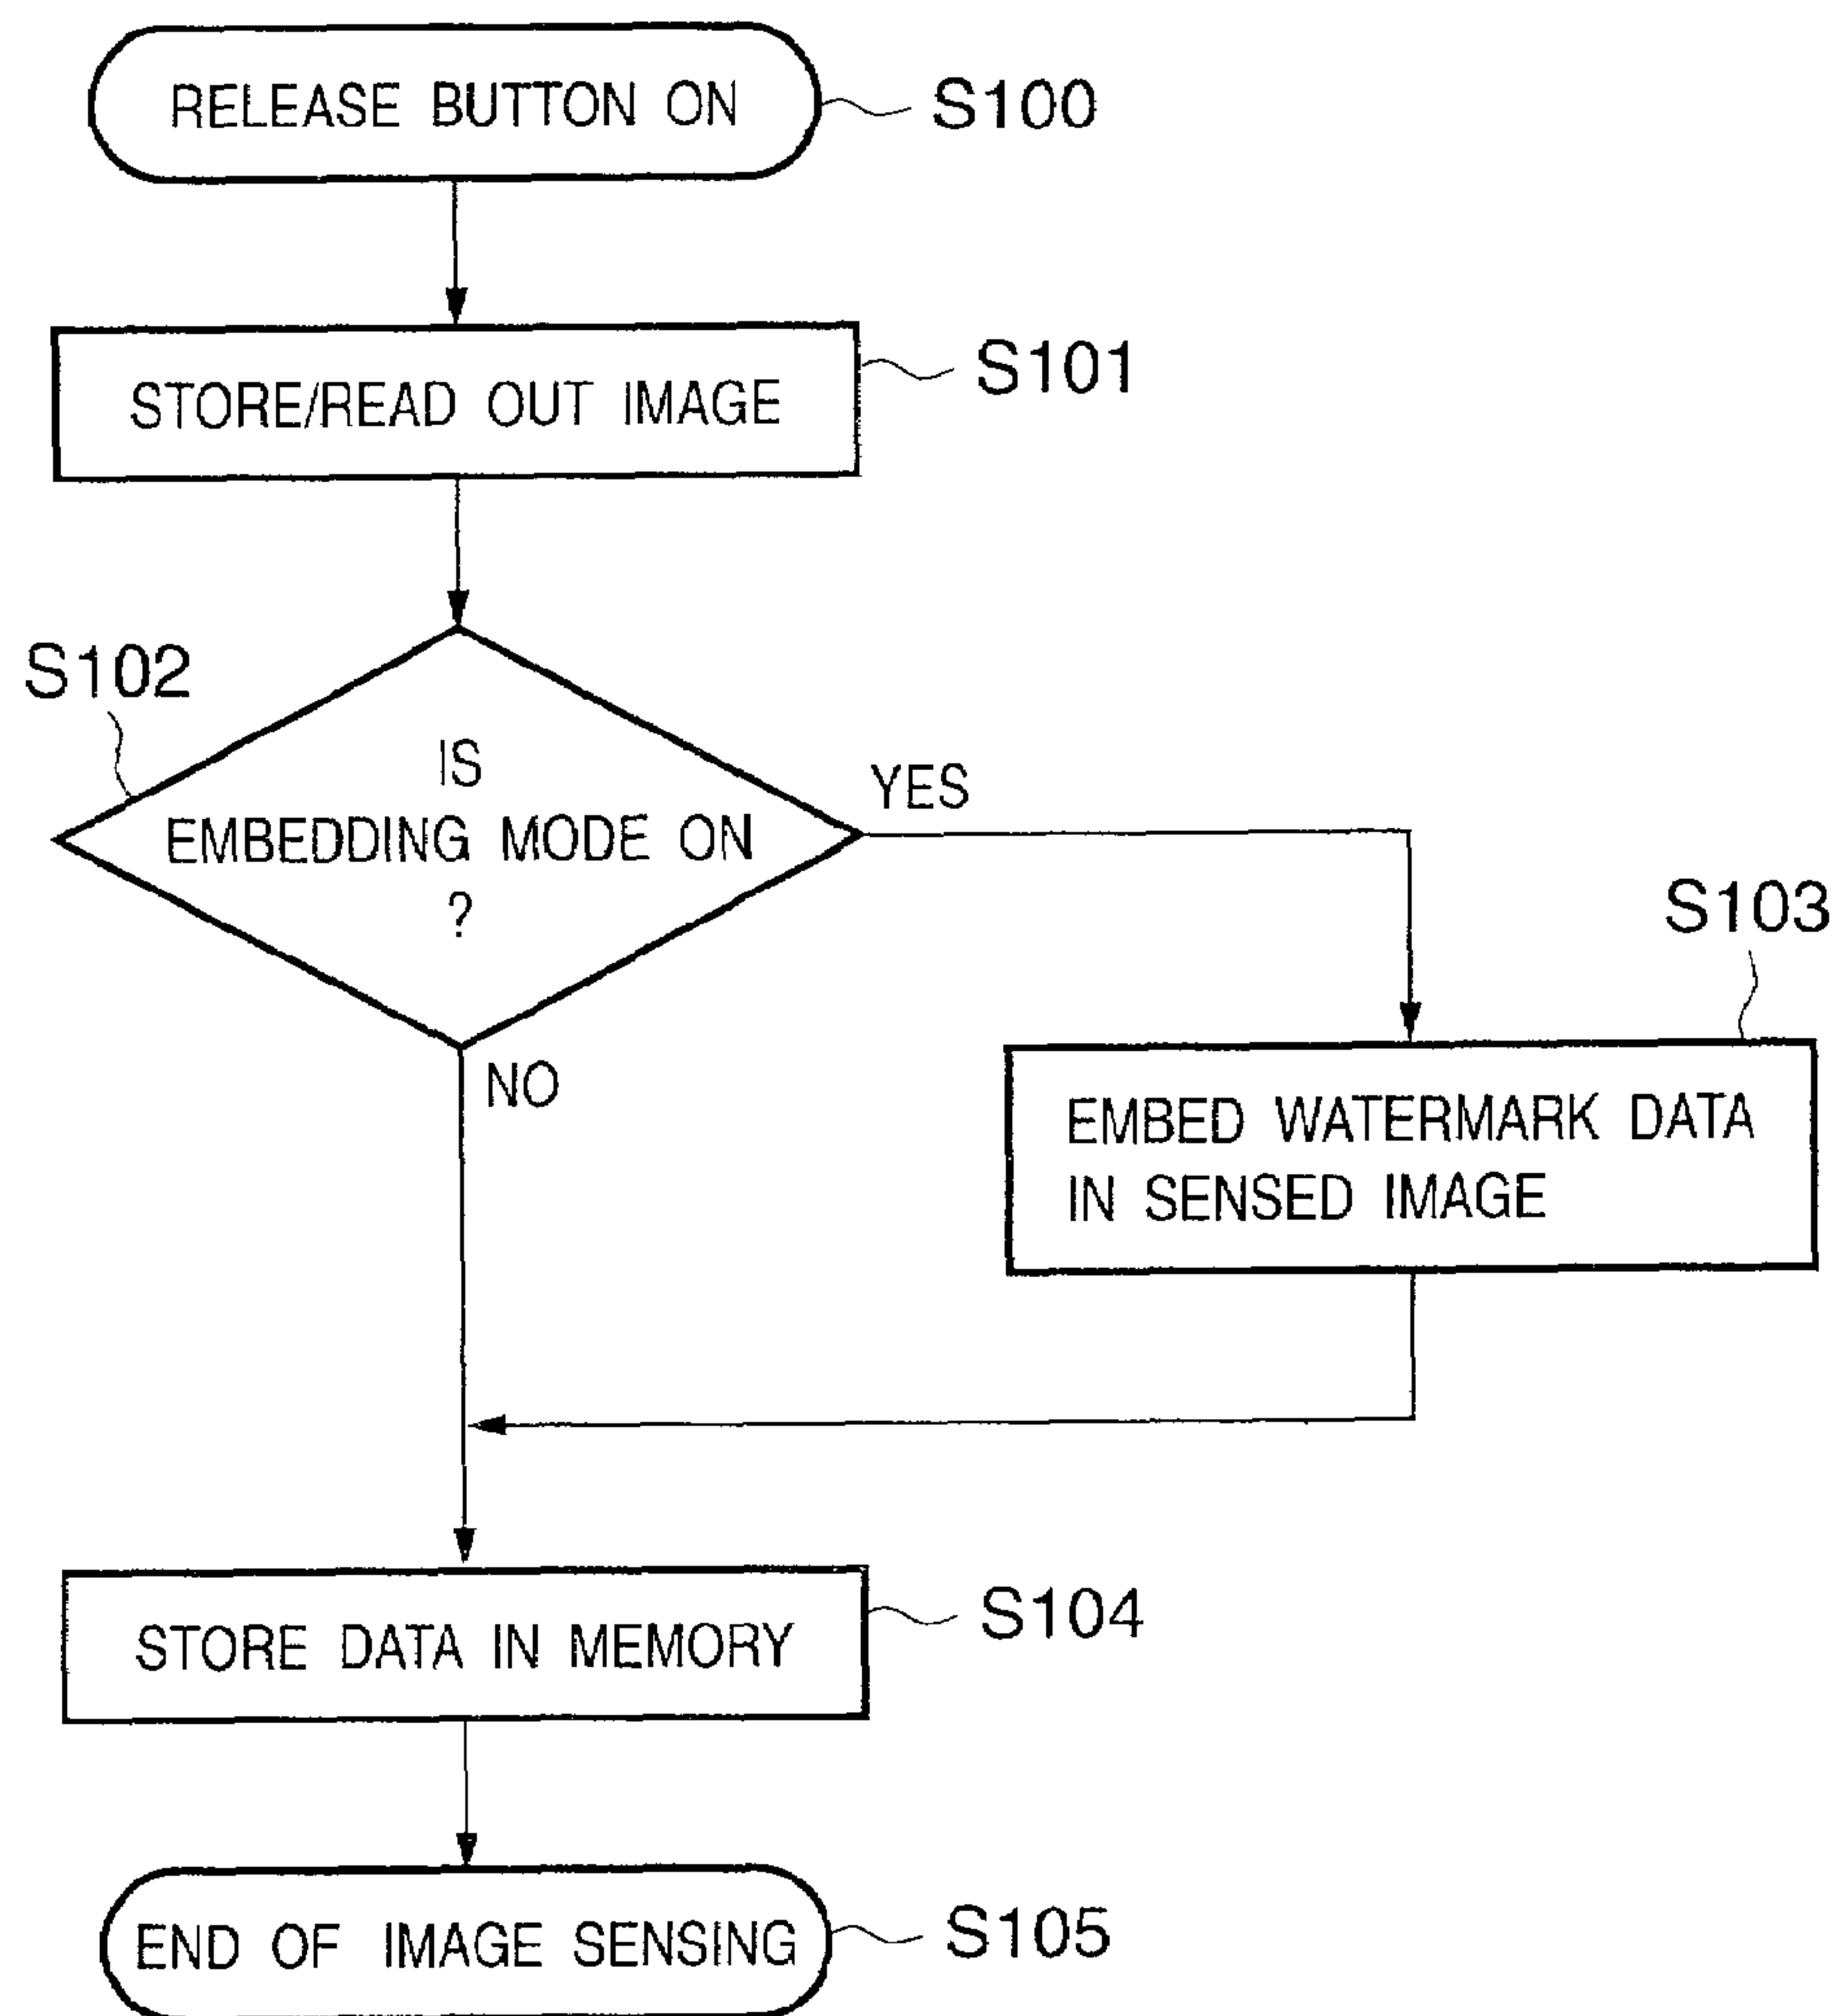 RELEASE BUTTON ON
S100
STORE/READ OUT IMAGE
S101
S102
IS
EMBEDDING MODE ON
?
YES
NO
S103
EMBED WATERMARK DATA
IN SENSED IMAGE
STORE DATA IN MEMORY
S104
END OF IMAGE SENSING
S105